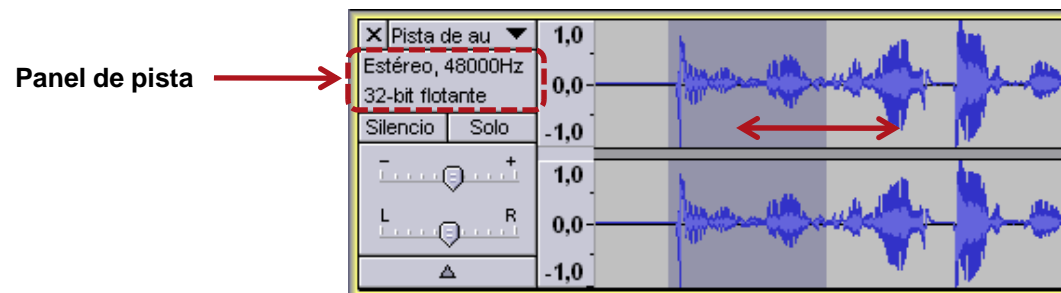 Panel de pista
X Pista de au
Estéreo, 48000Hz
32-bit flotante
Silencio Solo
- +
L R
1,0
0,0
-1,0
1,0
0,0
-1,0